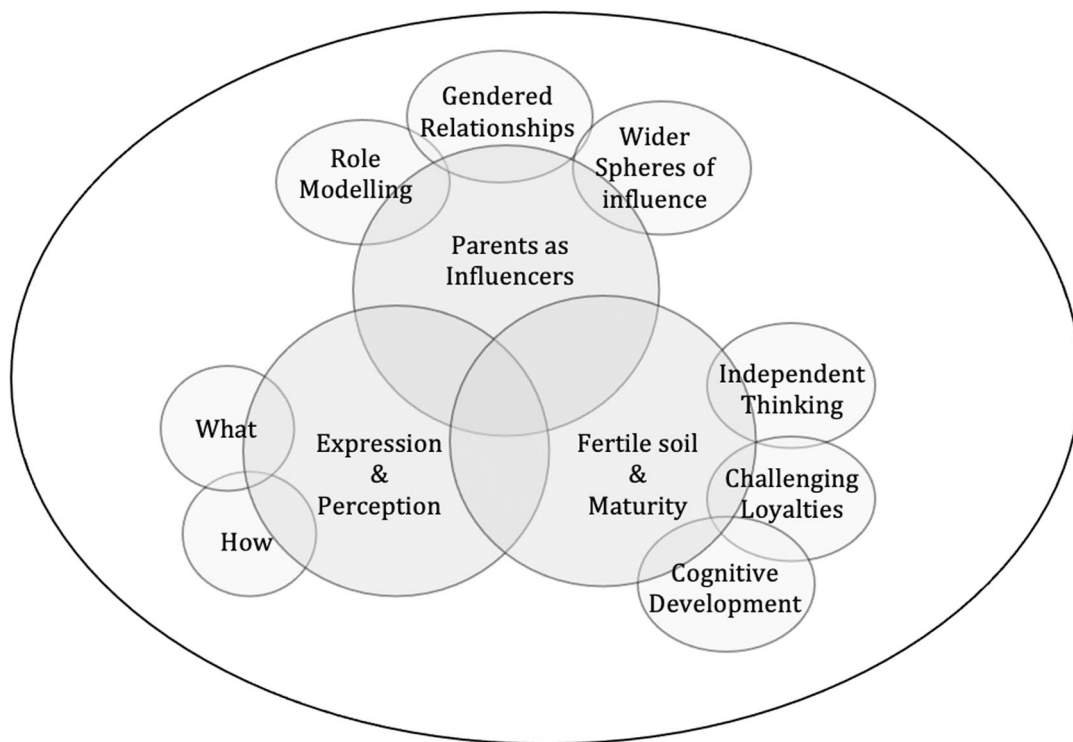 Gendered
Relationships
Wider
Spheres of
influence
Role
Modelling
Parents as
Influencers
Independent
Thinking
What
Expression
&
Perception
Fertile soil
&
Maturity
Challenging
Loyalties
How
Cognitive
Development